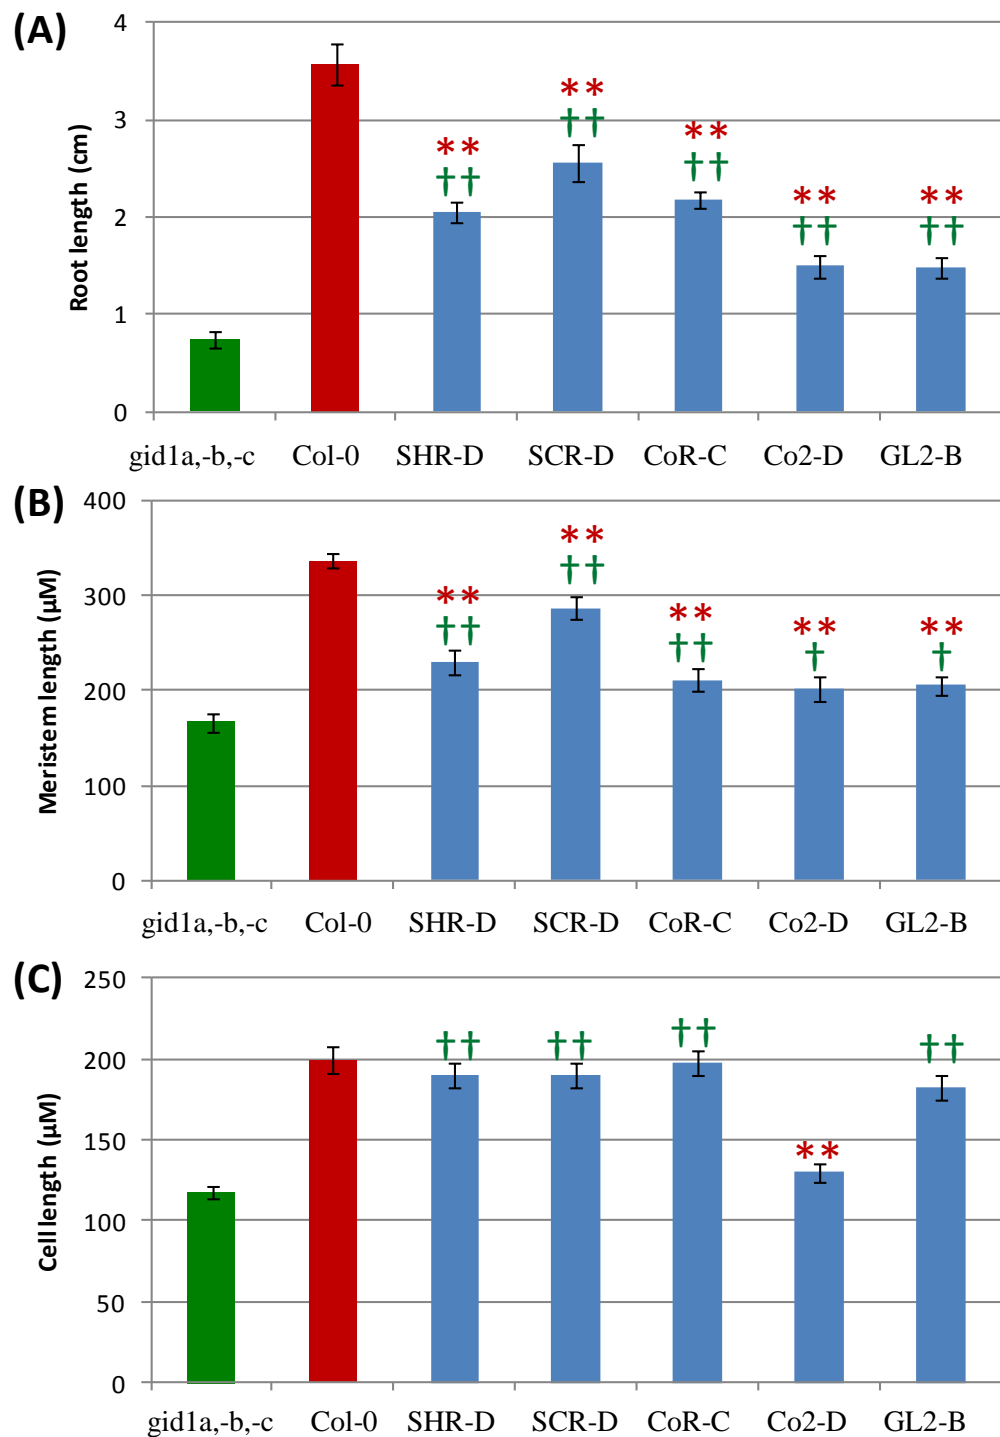 (A)
Root length (cm)
4
3
2
1
0
** ** ** ** **
†† †† †† †† ††
gid1a,-b,-c Col-0 SHR-D SCR-D CoR-C Co2-D GL2-B
(B)
Meristem length (µM)
400
300
200
100
0
** ** ** ** **
†† †† †† † †
gid1a,-b,-c Col-0 SHR-D SCR-D CoR-C Co2-D GL2-B
(C)
Cell length (µM)
250
200
150
100
50
0
†† †† †† ** ††
gid1a,-b,-c Col-0 SHR-D SCR-D CoR-C Co2-D GL2-B